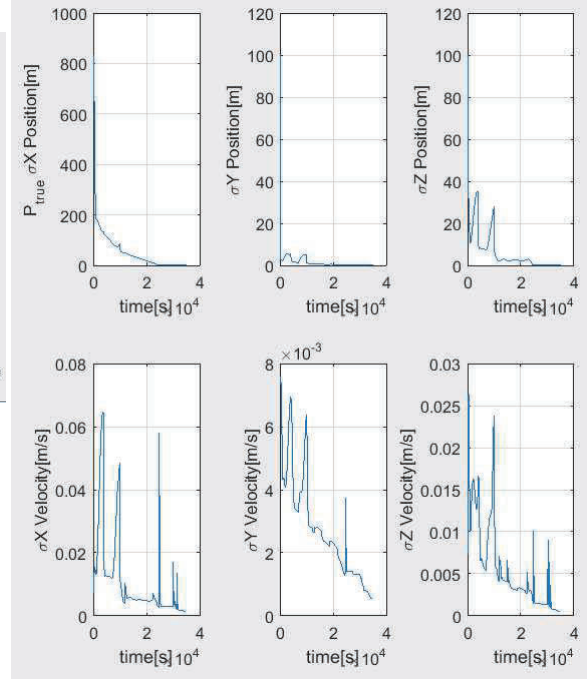 1000
800
600
400
200
0
P_true σX Position[m]
0 2 4
time[s] 10^4
120
100
80
60
40
20
0
σY Position[m]
0 2 4
time[s] 10^4
120
100
80
60
40
20
0
σZ Position[m]
0 2 4
time[s] 10^4
0.08
0.06
0.04
0.02
0
σX Velocity[m/s]
0 2 4
time[s] 10^4
× 10^-3
8
6
4
2
0
σY Velocity[m/s]
0 2 4
time[s] 10^4
0.03
0.025
0.02
0.015
0.01
0.005
0
σZ Velocity[m/s]
0 2 4
time[s] 10^4